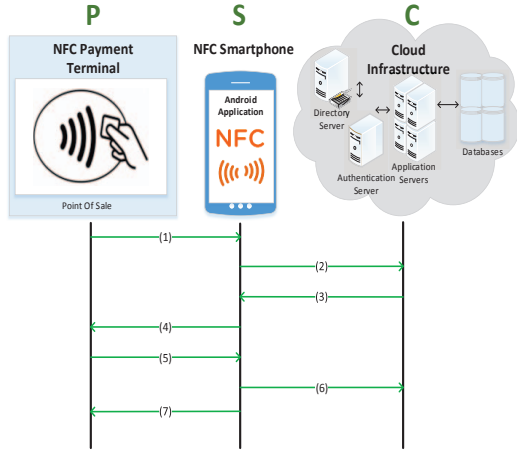 P
S
C
NFC Payment
Terminal
NFC Smartphone
Cloud
Infrastructure
Android
Application
NFC
Directory
Server
Authentication
Server
Application
Servers
Databases
Point Of Sale
(1)
(2)
(3)
(4)
(5)
(6)
(7)